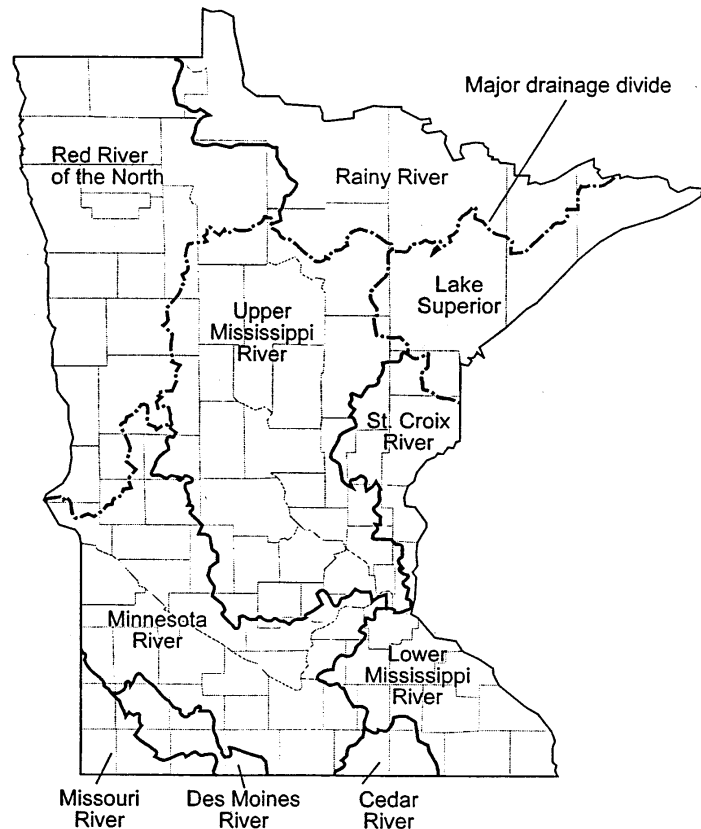 Major drainage divide
Red River
of the North
Rainy River
Lake
Superior
Upper
Mississippi
River
St. Croix
River
Minnesota
River
Lower
Mississippi
River
Missouri
River
Des Moines
River
Cedar
River